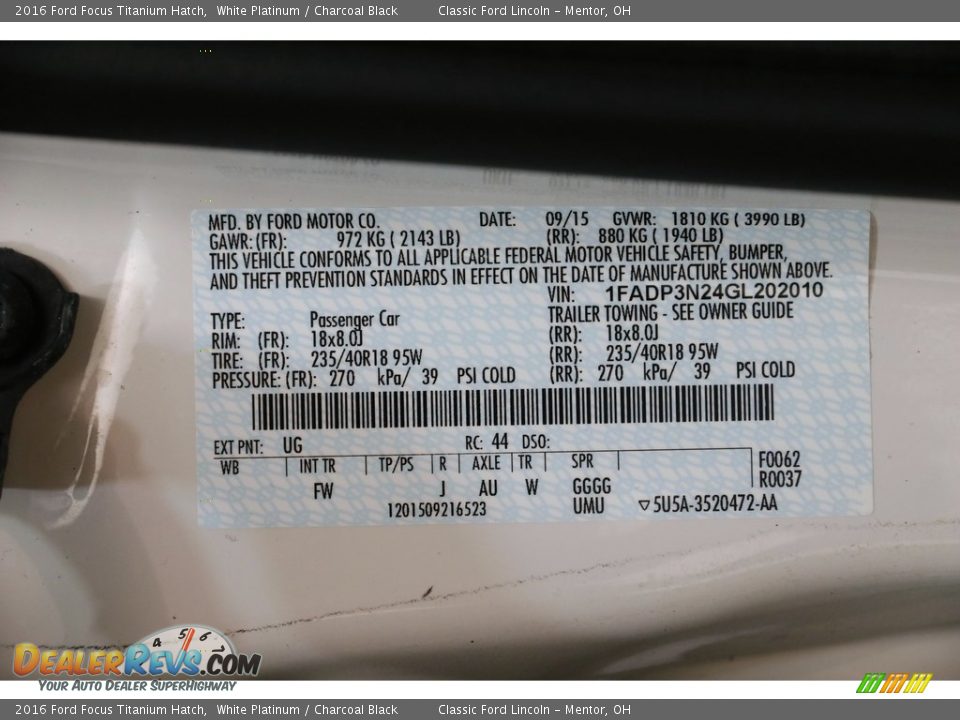 2016 Ford Focus Titanium Hatch, White Platinum / Charcoal Black Classic Ford Lincoln – Mentor, OH
MFD. BY FORD MOTOR CO. DATE: 09/15 GVWR: 1810 KG ( 3990 LB)
GAWR: (FR): 972 KG ( 2143 LB) (RR): 880 KG ( 1940 LB)
THIS VEHICLE CONFORMS TO ALL APPLICABLE FEDERAL MOTOR VEHICLE SAFETY, BUMPER,
AND THEFT PREVENTION STANDARDS IN EFFECT ON THE DATE OF MANUFACTURE SHOWN ABOVE.
VIN: 1FADP3N24GL202010
TYPE: Passenger Car TRAILER TOWING - SEE OWNER GUIDE
RIM: (FR): 18x8.0J (RR): 18x8.0J
TIRE: (FR): 235/40R18 95W (RR): 235/40R18 95W
PRESSURE: (FR): 270 kPa/ 39 PSI COLD (RR): 270 kPa/ 39 PSI COLD
EXT PNT: UG RC: 44 DSO:
WB INT TR TP/PS R AXLE TR SPR F0062
FW J AU W GGGG R0037
1201509216523 UMU ▽5U5A-3520472-AA
4 5 6
DEALERREVS.COM
YOUR AUTO DEALER SUPERHIGHWAY
2016 Ford Focus Titanium Hatch, White Platinum / Charcoal Black Classic Ford Lincoln – Mentor, OH